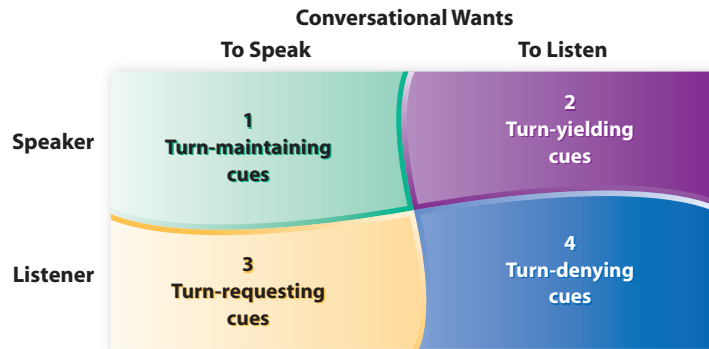 Conversational Wants
To Speak
To Listen
Speaker
1
Turn-maintaining
cues
2
Turn-yielding
cues
Listener
3
Turn-requesting
cues
4
Turn-denying
cues